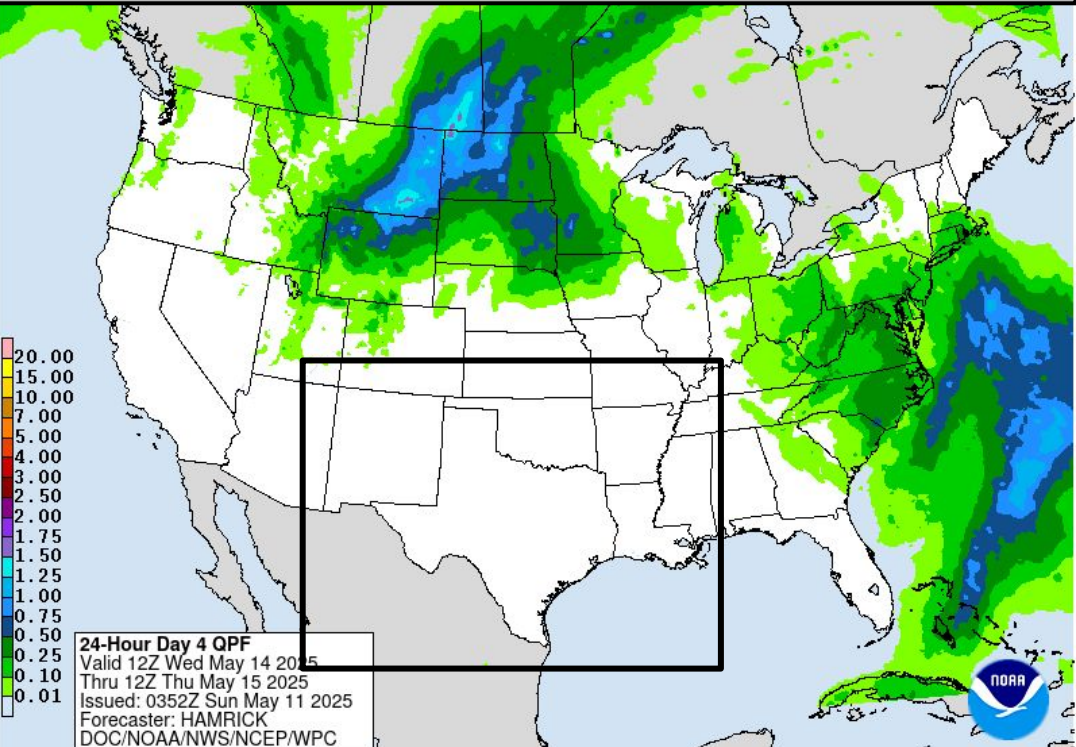 20.00
15.00
10.00
7.00
5.00
4.00
3.00
2.50
2.00
1.75
1.50
1.25
1.00
0.75
0.50
0.25
0.10
0.01
24-Hour Day 4 QPF
Valid 12Z Wed May 14 2025
Thru 12Z Thu May 15 2025
Issued: 0352Z Sun May 11 2025
Forecaster: HAMRICK
DOC/NOAA/NWS/NCEP/WPC
NOAA